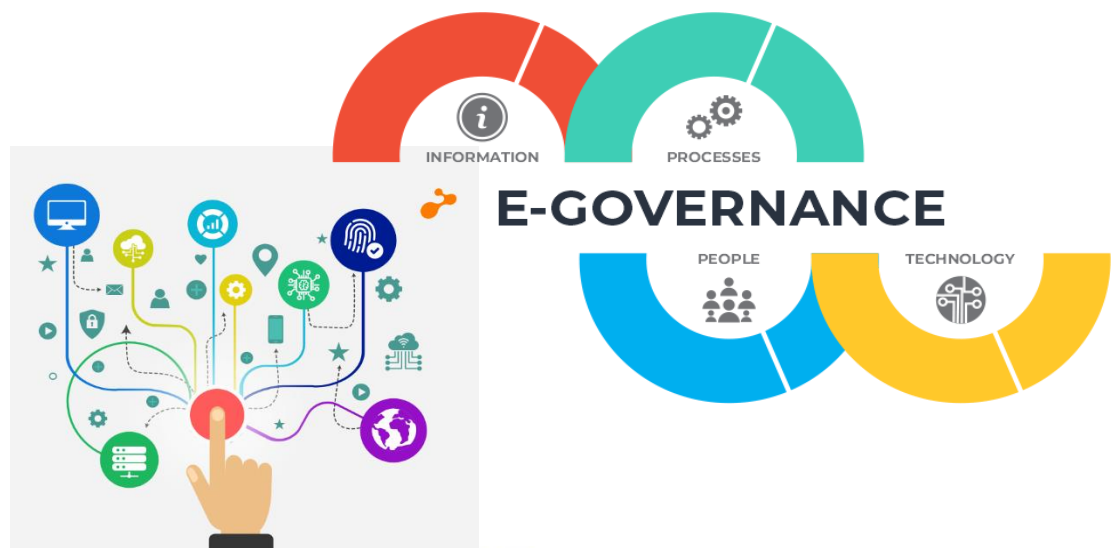 INFORMATION
PROCESSES
E-GOVERNANCE
PEOPLE
TECHNOLOGY